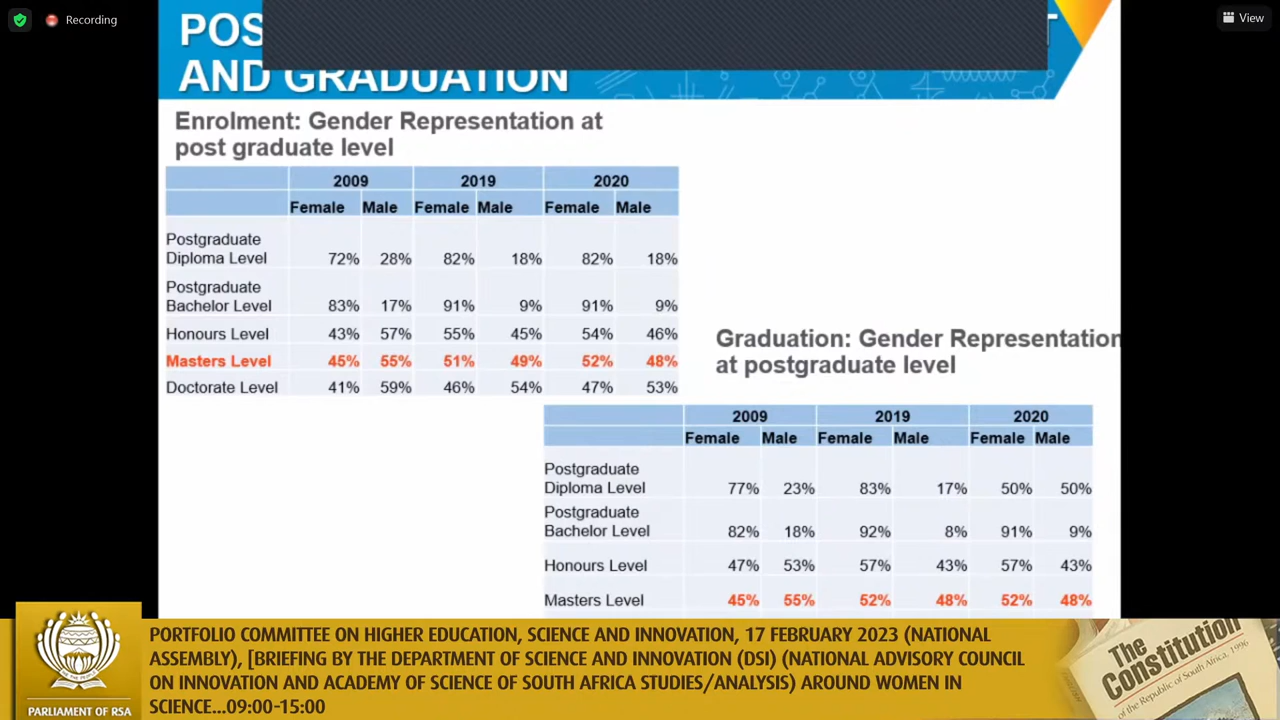 Recording
View
POS
AND GRADUATION
Enrolment: Gender Representation at
post graduate level
2009 2019 2020
Female Male Female Male Female Male
Postgraduate
Diploma Level 72% 28% 82% 18% 82% 18%
Postgraduate
Bachelor Level 83% 17% 91% 9% 91% 9%
Honours Level 43% 57% 55% 45% 54% 46%
Masters Level 45% 55% 51% 49% 52% 48%
Doctorate Level 41% 59% 46% 54% 47% 53%
Graduation: Gender Representation
at postgraduate level
2009 2019 2020
Female Male Female Male Female Male
Postgraduate
Diploma Level 77% 23% 83% 17% 50% 50%
Postgraduate
Bachelor Level 82% 18% 92% 8% 91% 9%
Honours Level 47% 53% 57% 43% 57% 43%
Masters Level 45% 55% 52% 48% 52% 48%
PORTFOLIO COMMITTEE ON HIGHER EDUCATION, SCIENCE AND INNOVATION, 17 FEBRUARY 2023 (NATIONAL
ASSEMBLY), [BRIEFING BY THE DEPARTMENT OF SCIENCE AND INNOVATION (DSI) (NATIONAL ADVISORY COUNCIL
ON INNOVATION AND ACADEMY OF SCIENCE OF SOUTH AFRICA STUDIES/ANALYSIS) AROUND WOMEN IN
SCIENCE...09:00-15:00
PARLIAMENT OF RSA
The
Constitution
of the Republic of South Africa, 1996